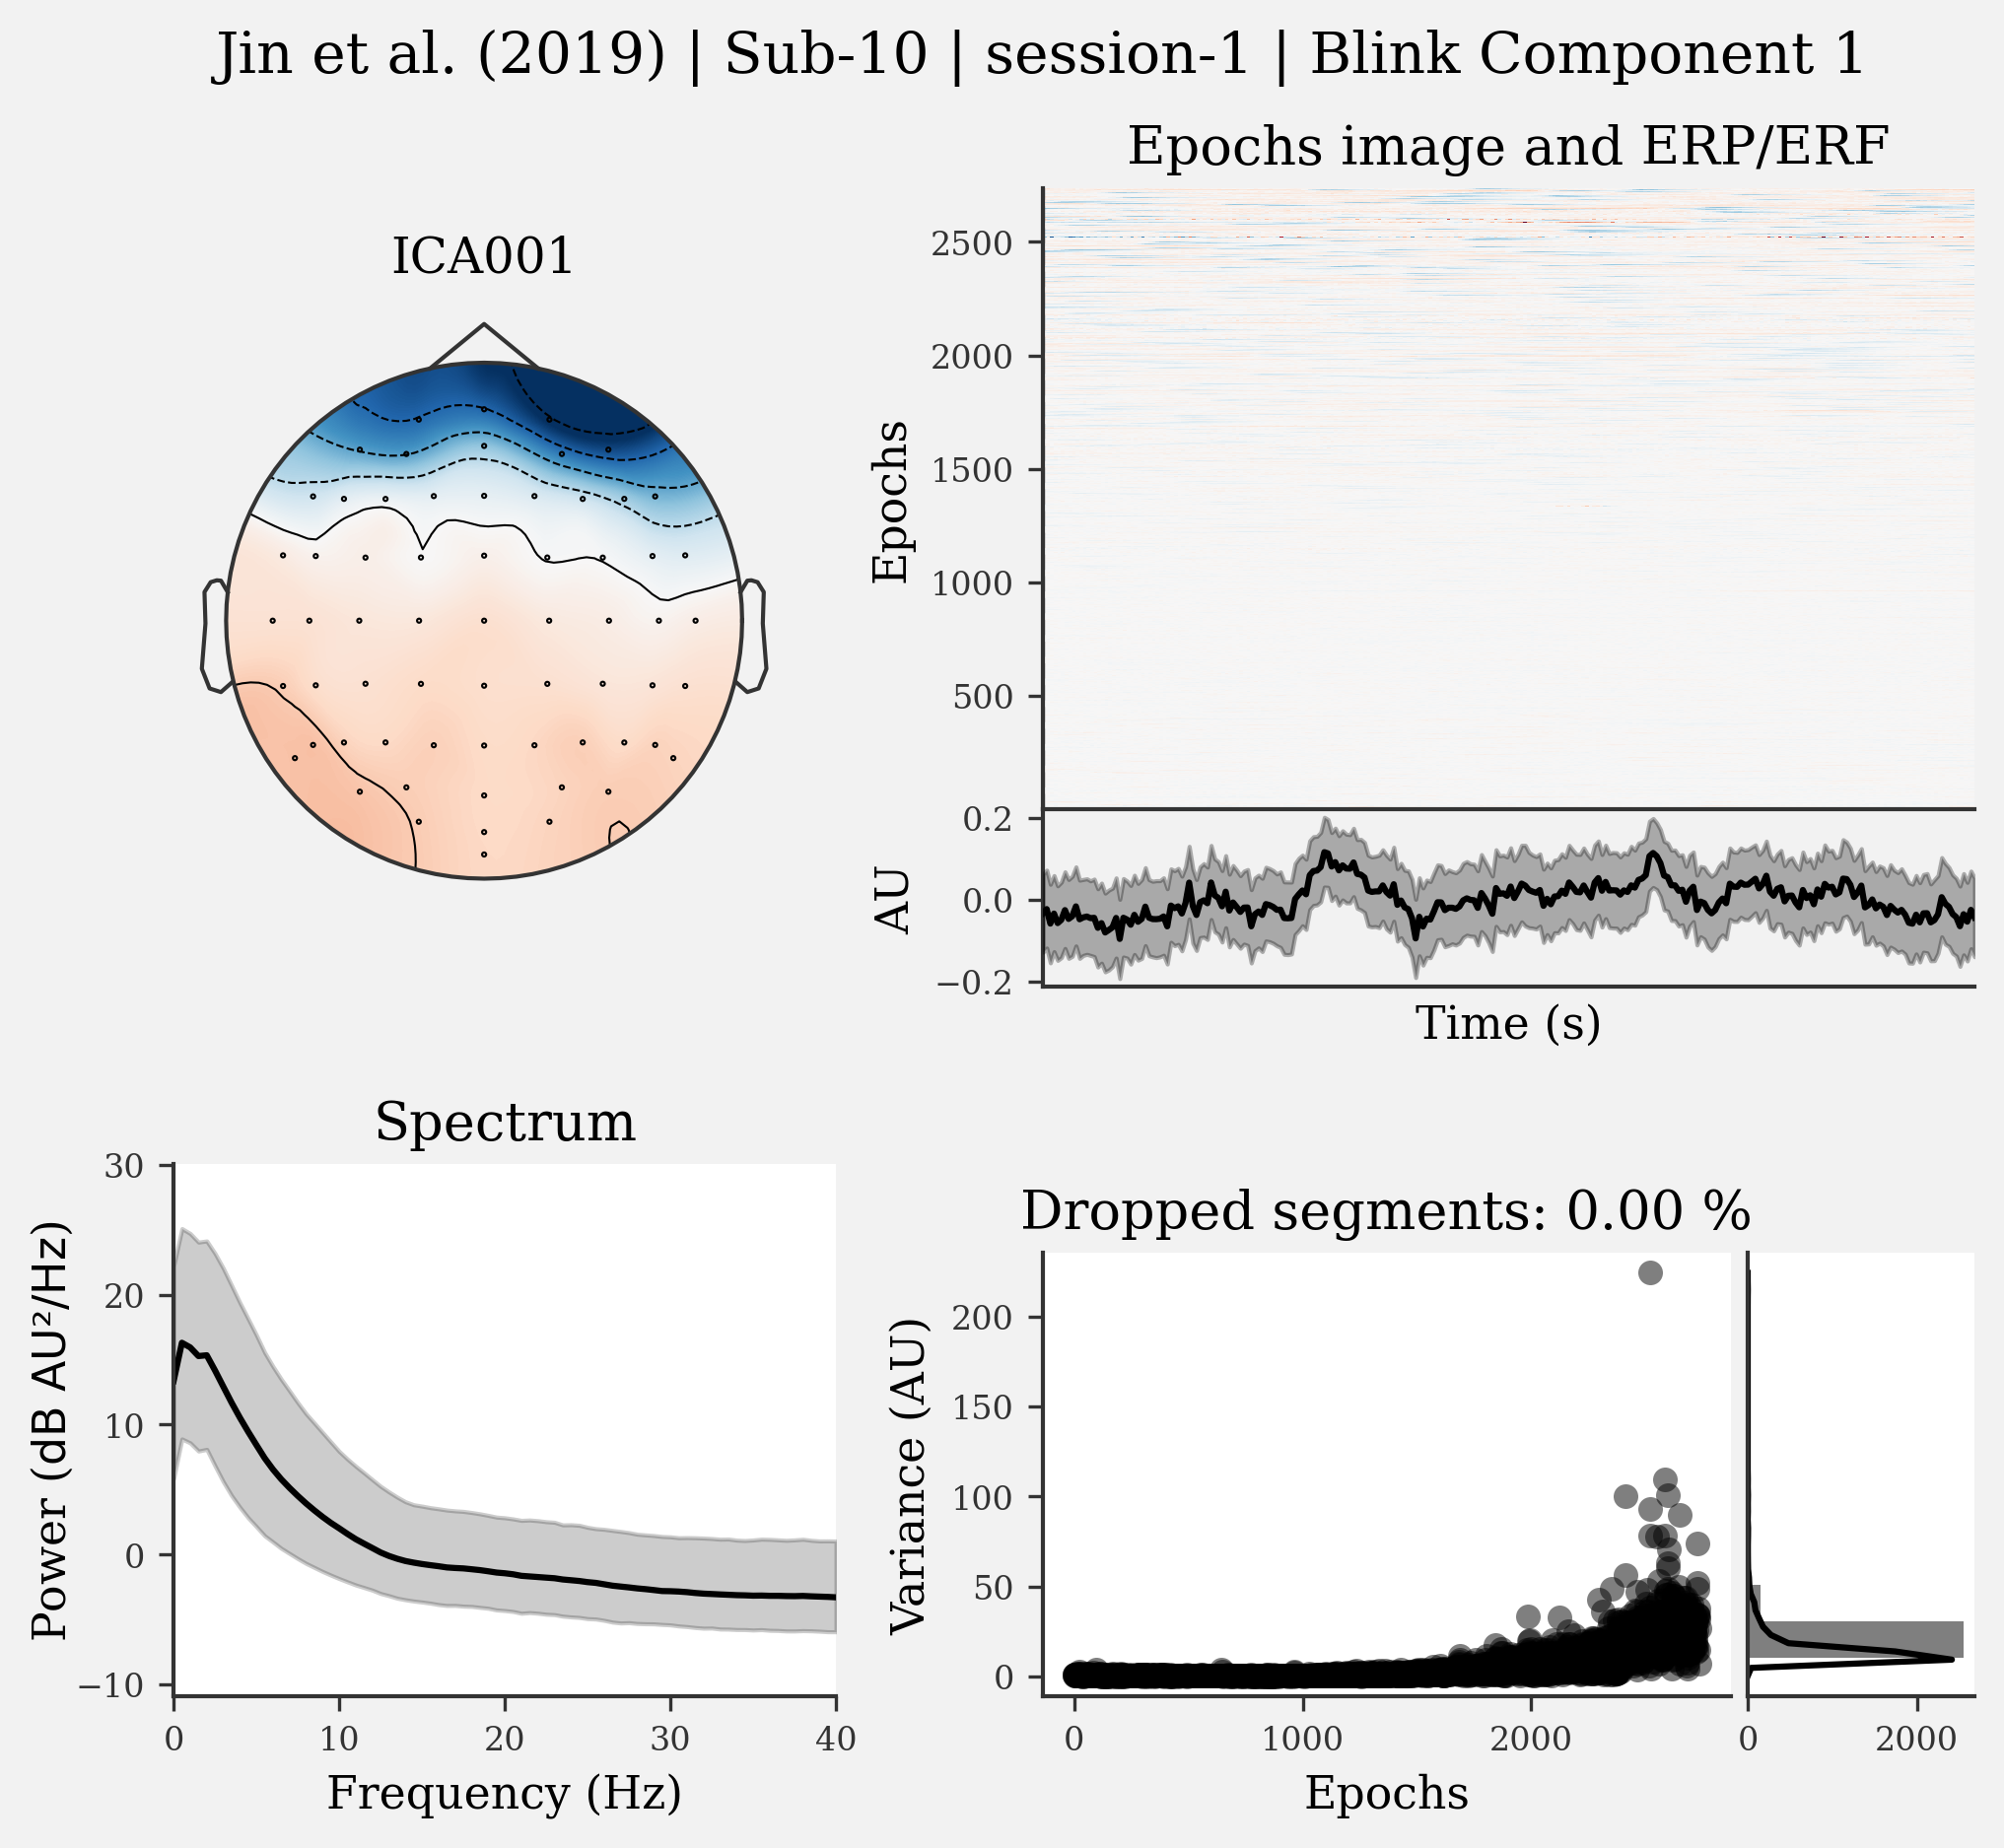 Jin et al. (2019) | Sub-10 | session-1 | Blink Component 1
ICA001
Epochs image and ERP/ERF
Epochs
2500
2000
1500
1000
500
AU
0.2
0.0
−0.2
Time (s)
Spectrum
Power (dB AU²/Hz)
30
20
10
0
−10
0 10 20 30 40
Frequency (Hz)
Dropped segments: 0.00 %
Variance (AU)
200
150
100
50
0
0 1000 2000
0 2000
Epochs